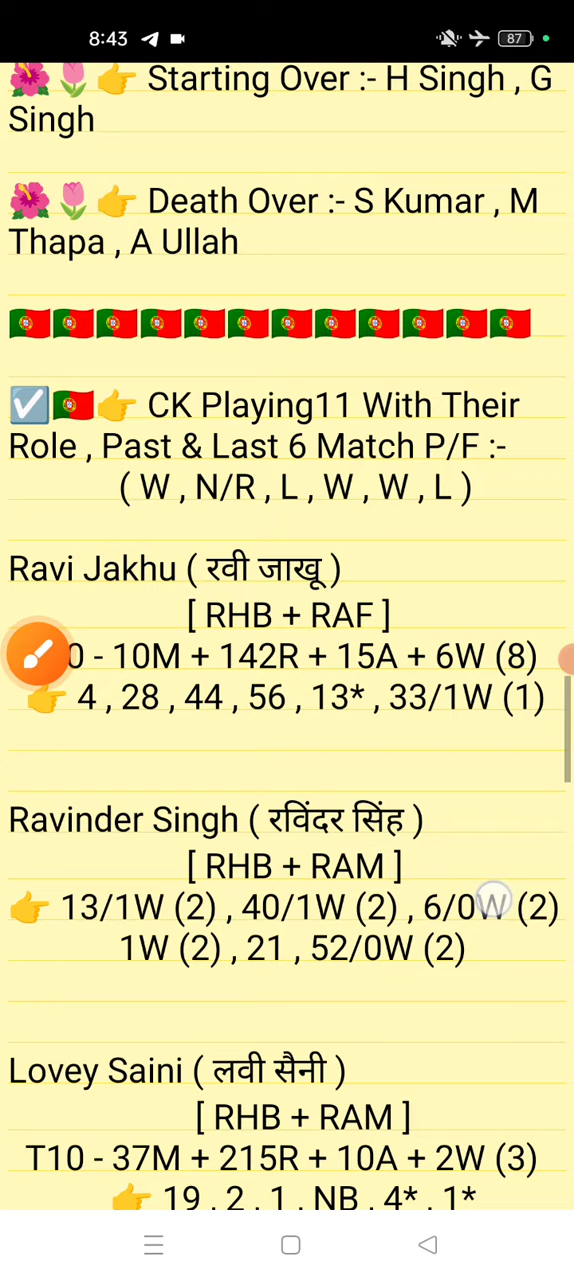 8:43
87
🌺🌷👉 Starting Over :- H Singh , G
Singh
🌺🌷👉 Death Over :- S Kumar , M
Thapa , A Ullah
🇵🇹🇵🇹🇵🇹🇵🇹🇵🇹🇵🇹🇵🇹🇵🇹🇵🇹🇵🇹🇵🇹🇵🇹
☑️🇵🇹👉 CK Playing11 With Their
Role , Past & Last 6 Match P/F :-
( W , N/R , L , W , W , L )
Ravi Jakhu ( रवी जाखू )
[ RHB + RAF ]
0 - 10M + 142R + 15A + 6W (8)
👉 4 , 28 , 44 , 56 , 13* , 33/1W (1)
Ravinder Singh ( रविंदर सिंह )
[ RHB + RAM ]
👉 13/1W (2) , 40/1W (2) , 6/0W (2)
1W (2) , 21 , 52/0W (2)
Lovey Saini ( लवी सैनी )
[ RHB + RAM ]
T10 - 37M + 215R + 10A + 2W (3)
👉 19 , 2 , 1 , NB , 4* , 1*